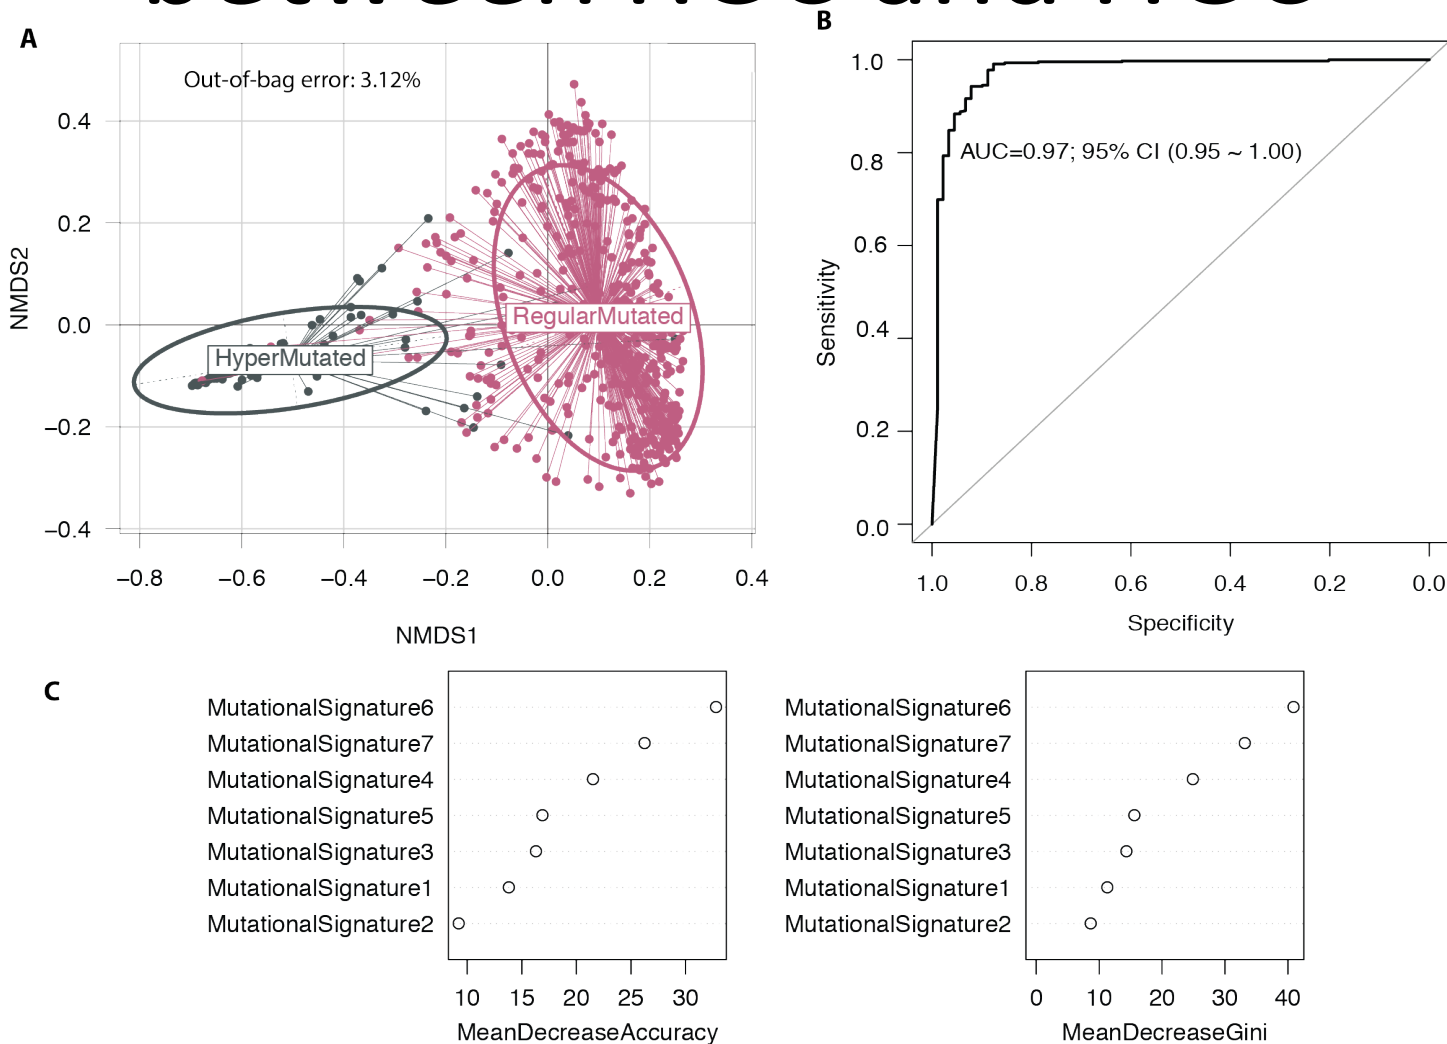 A
Out-of-bag error: 3.12%
NMDS2
0.4
0.2
0.0
−0.2
−0.4
RegularMutated
HyperMutated
−0.8 −0.6 −0.4 −0.2 0.0 0.2 0.4
NMDS1
B
Sensitivity
1.0
0.8
0.6
0.4
0.2
0.0
AUC=0.97; 95% CI (0.95 ~ 1.00)
1.0 0.8 0.6 0.4 0.2 0.0
Specificity
C
MutationalSignature6
MutationalSignature7
MutationalSignature4
MutationalSignature5
MutationalSignature3
MutationalSignature1
MutationalSignature2
10 15 20 25 30
MeanDecreaseAccuracy
MutationalSignature6
MutationalSignature7
MutationalSignature4
MutationalSignature5
MutationalSignature3
MutationalSignature1
MutationalSignature2
0 10 20 30 40
MeanDecreaseGini